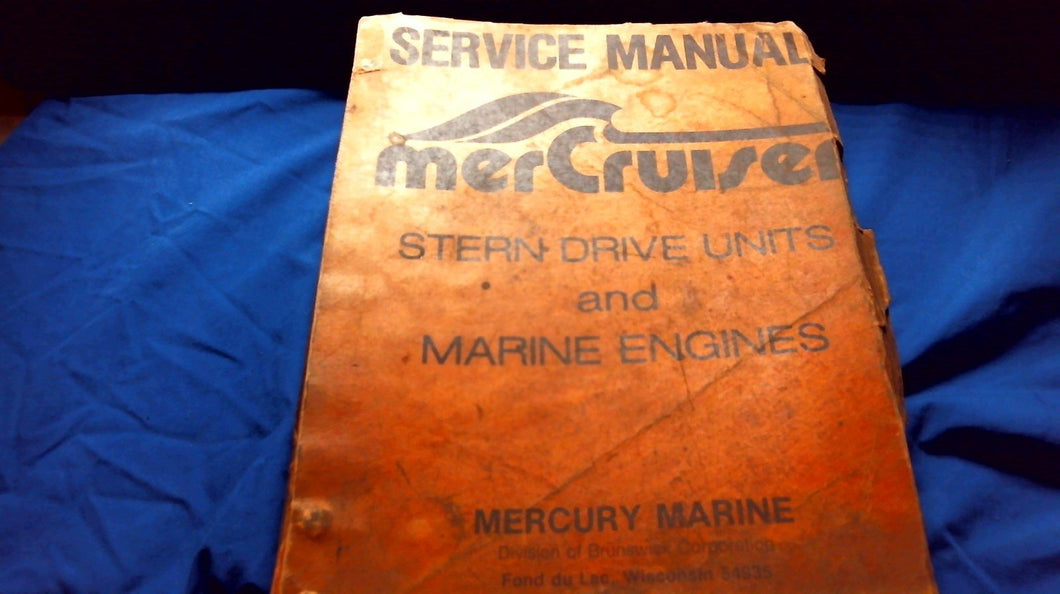 SERVICE MANUAL
merCruiser
STERN DRIVE UNITS
and
MARINE ENGINES
MERCURY MARINE
Division of Brunswick Corporation
Fond du Lac, Wisconsin 54935